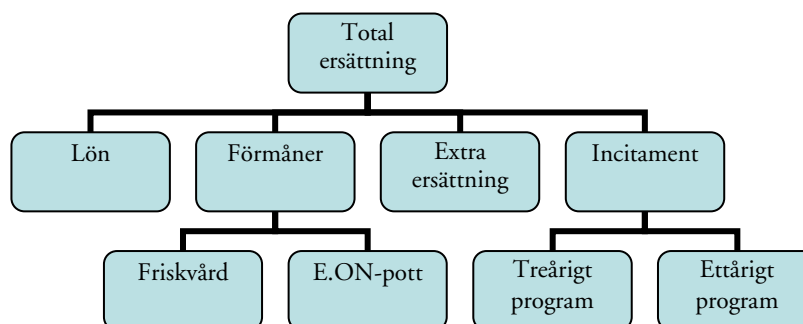 Total
ersättning
Lön
Förmåner
Extra
ersättning
Incitament
Friskvård
E.ON-pott
Treårigt
program
Ettårigt
program